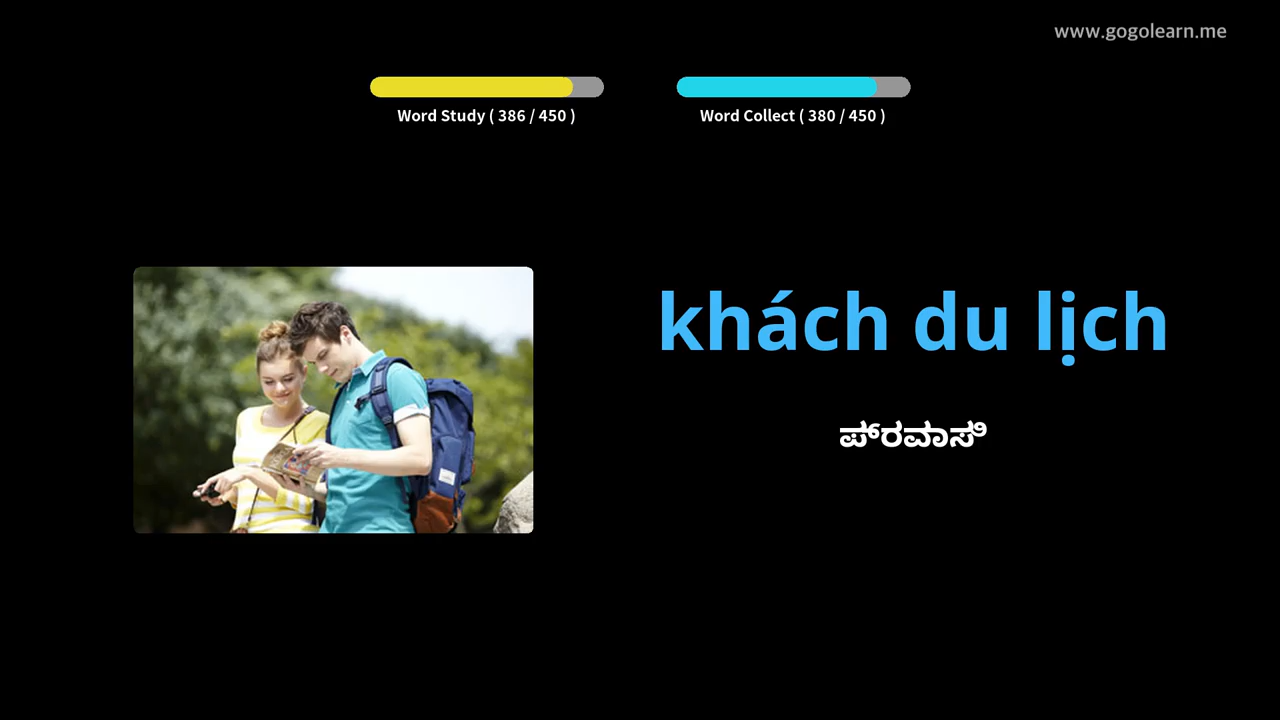 www.gogolearn.me
Word Study ( 386 / 450 )
Word Collect ( 380 / 450 )
khách du lịch
ಪ್ರವಾಸಿ